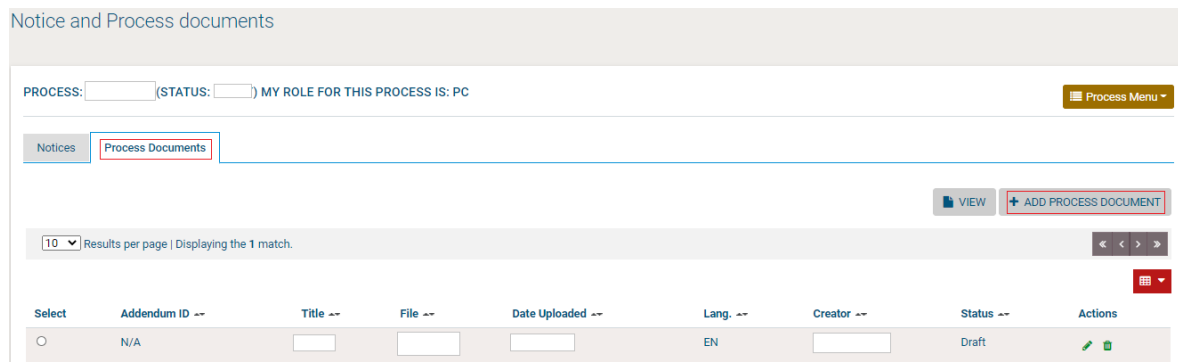 Notice and Process documents
PROCESS: (STATUS: ) MY ROLE FOR THIS PROCESS IS: PC
Process Menu
Notices Process Documents
VIEW + ADD PROCESS DOCUMENT
10 Results per page | Displaying the 1 match.
« < > »
Select Addendum ID Title File Date Uploaded Lang. Creator Status Actions
N/A EN Draft